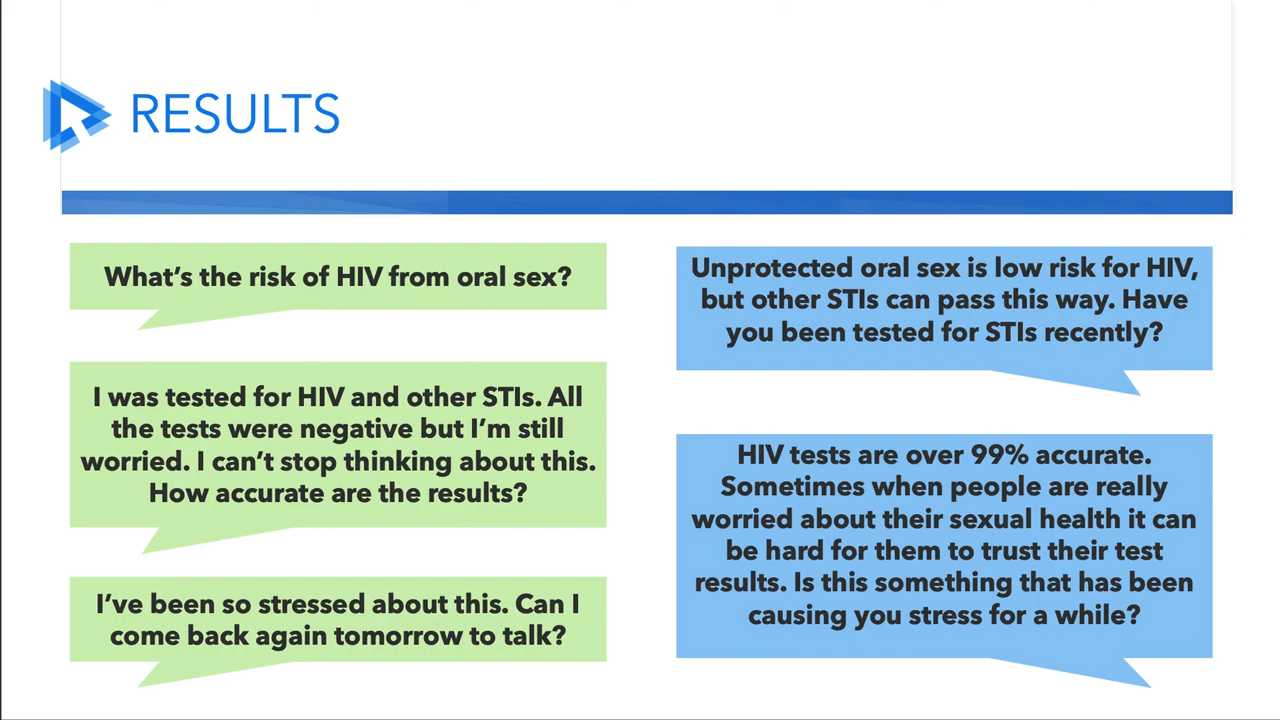 RESULTS
What’s the risk of HIV from oral sex?
Unprotected oral sex is low risk for HIV,
but other STIs can pass this way. Have
you been tested for STIs recently?
I was tested for HIV and other STIs. All
the tests were negative but I’m still
worried. I can’t stop thinking about this.
How accurate are the results?
HIV tests are over 99% accurate.
Sometimes when people are really
worried about their sexual health it can
be hard for them to trust their test
results. Is this something that has been
causing you stress for a while?
I’ve been so stressed about this. Can I
come back again tomorrow to talk?